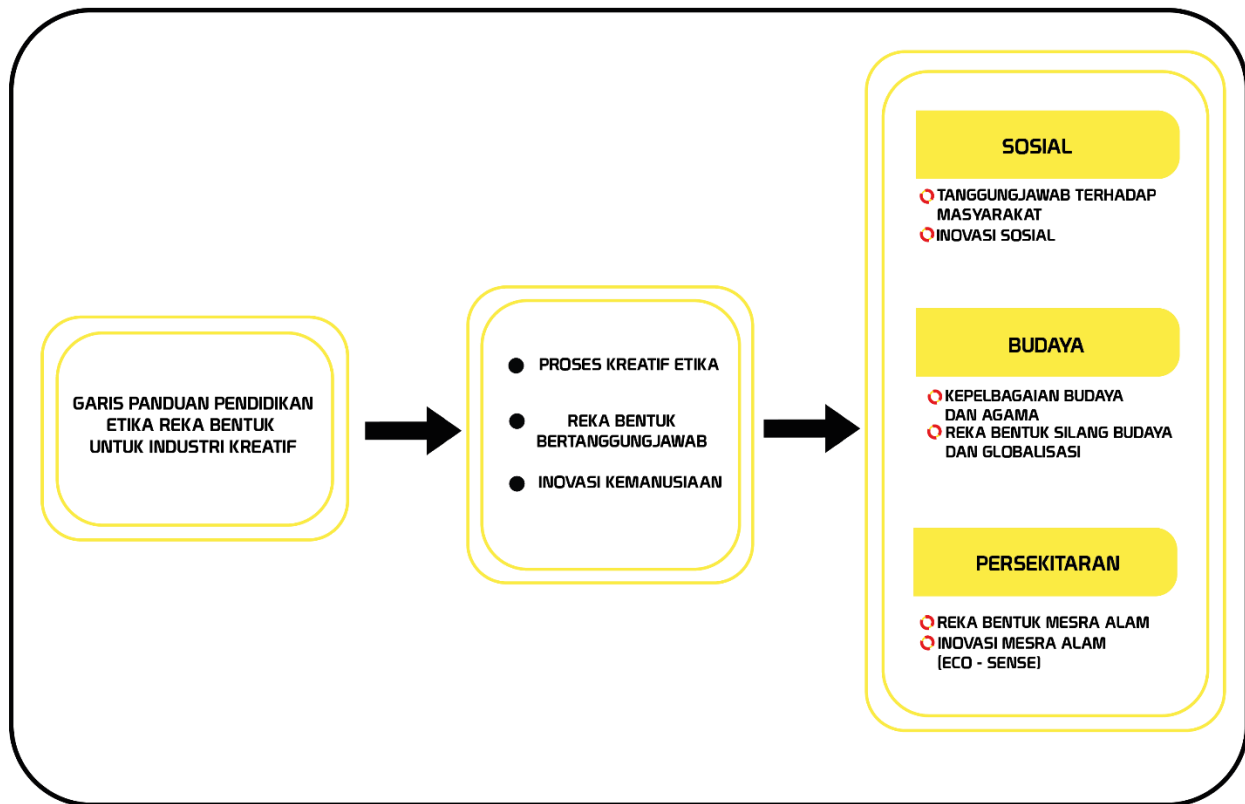 GARIS PANDUAN PENDIDIKAN
ETIKA REKA BENTUK
UNTUK INDUSTRI KREATIF
PROSES KREATIF ETIKA
REKA BENTUK
BERTANGGUNGJAWAB
INOVASI KEMANUSIAAN
SOSIAL
TANGGUNGJAWAB TERHADAP
MASYARAKAT
INOVASI SOSIAL
BUDAYA
KEPELBAGAIAN BUDAYA
DAN AGAMA
REKA BENTUK SILANG BUDAYA
DAN GLOBALISASI
PERSEKITARAN
REKA BENTUK MESRA ALAM
INOVASI MESRA ALAM
(ECO - SENSE)